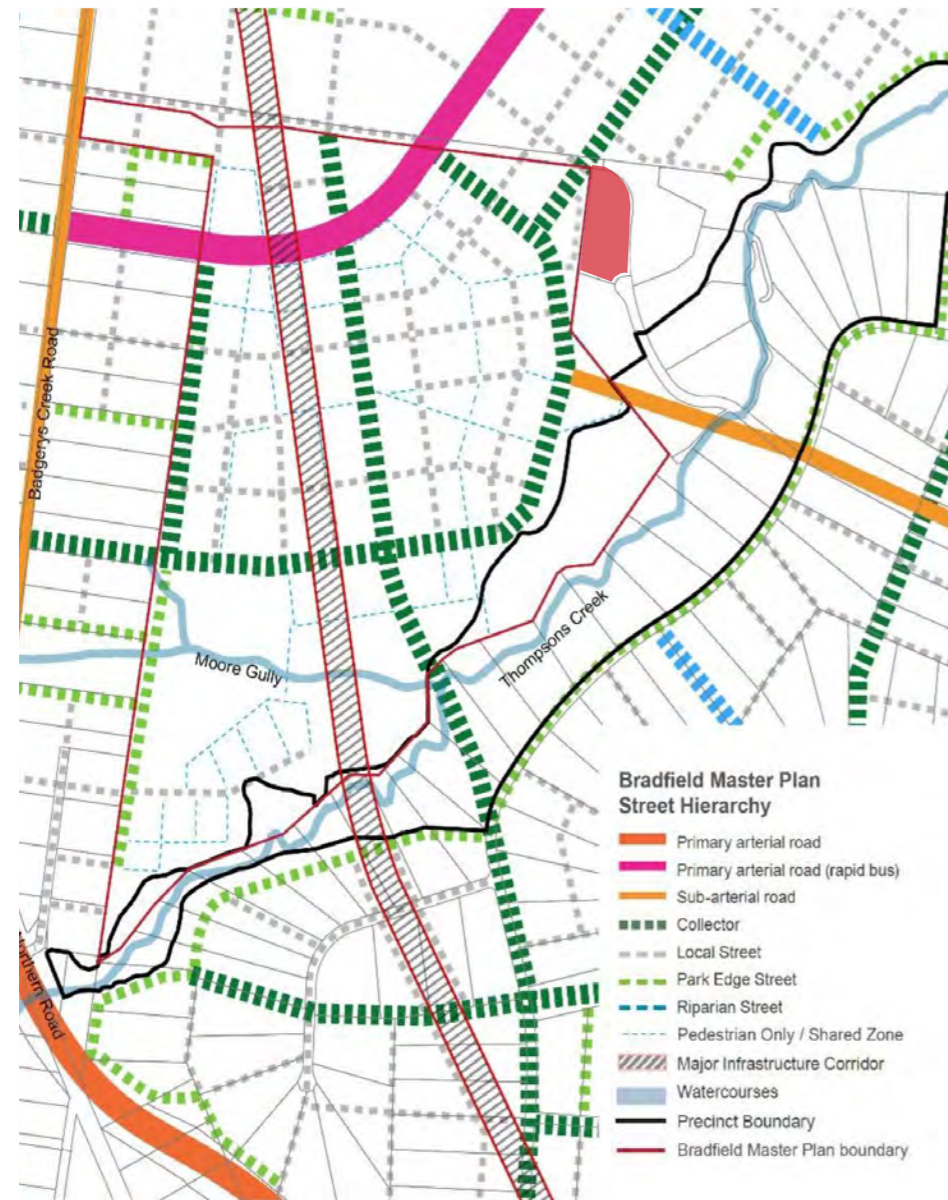 Badgerys Creek Road
Moore Gully
Thompsons Creek
Northern Road
Bradfield Master Plan
Street Hierarchy
Primary arterial road
Primary arterial road (rapid bus)
Sub-arterial road
Collector
Local Street
Park Edge Street
Riparian Street
Pedestrian Only / Shared Zone
Major Infrastructure Corridor
Watercourses
Precinct Boundary
Bradfield Master Plan boundary